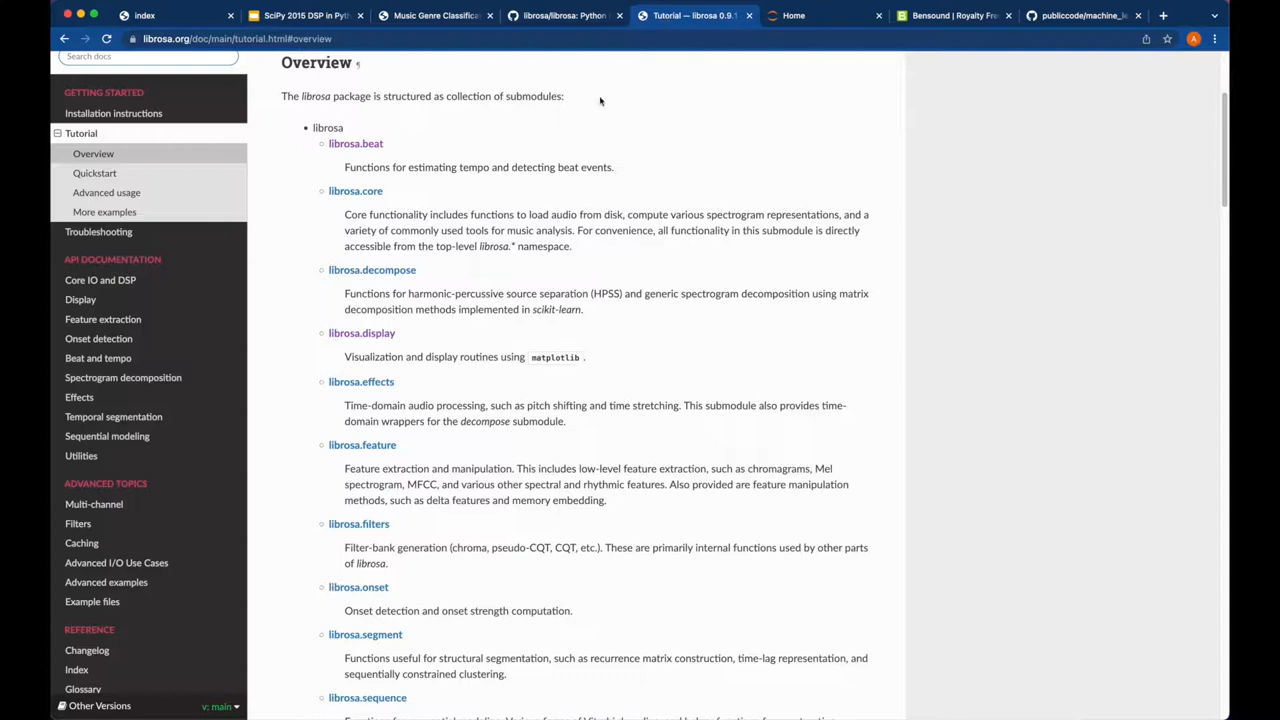 index
SciPy 2015 DSP in Pyth
Music Genre Classificat
librosa/librosa: Python l
Tutorial — librosa 0.9.1
Home
Bensound | Royalty Free
publiccode/machine_le
librosa.org/doc/main/tutorial.html#overview
A
Search docs
GETTING STARTED
Installation instructions
Tutorial
Overview
Quickstart
Advanced usage
More examples
Troubleshooting
API DOCUMENTATION
Core IO and DSP
Display
Feature extraction
Onset detection
Beat and tempo
Spectrogram decomposition
Effects
Temporal segmentation
Sequential modeling
Utilities
ADVANCED TOPICS
Multi-channel
Filters
Caching
Advanced I/O Use Cases
Advanced examples
Example files
REFERENCE
Changelog
Index
Glossary
Other Versions v: main
Overview ¶
The librosa package is structured as collection of submodules:
librosa
librosa.beat
Functions for estimating tempo and detecting beat events.
librosa.core
Core functionality includes functions to load audio from disk, compute various spectrogram representations, and a
variety of commonly used tools for music analysis. For convenience, all functionality in this submodule is directly
accessible from the top-level librosa.* namespace.
librosa.decompose
Functions for harmonic-percussive source separation (HPSS) and generic spectrogram decomposition using matrix
decomposition methods implemented in scikit-learn.
librosa.display
Visualization and display routines using matplotlib .
librosa.effects
Time-domain audio processing, such as pitch shifting and time stretching. This submodule also provides time-
domain wrappers for the decompose submodule.
librosa.feature
Feature extraction and manipulation. This includes low-level feature extraction, such as chromagrams, Mel
spectrogram, MFCC, and various other spectral and rhythmic features. Also provided are feature manipulation
methods, such as delta features and memory embedding.
librosa.filters
Filter-bank generation (chroma, pseudo-CQT, CQT, etc.). These are primarily internal functions used by other parts
of librosa.
librosa.onset
Onset detection and onset strength computation.
librosa.segment
Functions useful for structural segmentation, such as recurrence matrix construction, time-lag representation, and
sequentially constrained clustering.
librosa.sequence